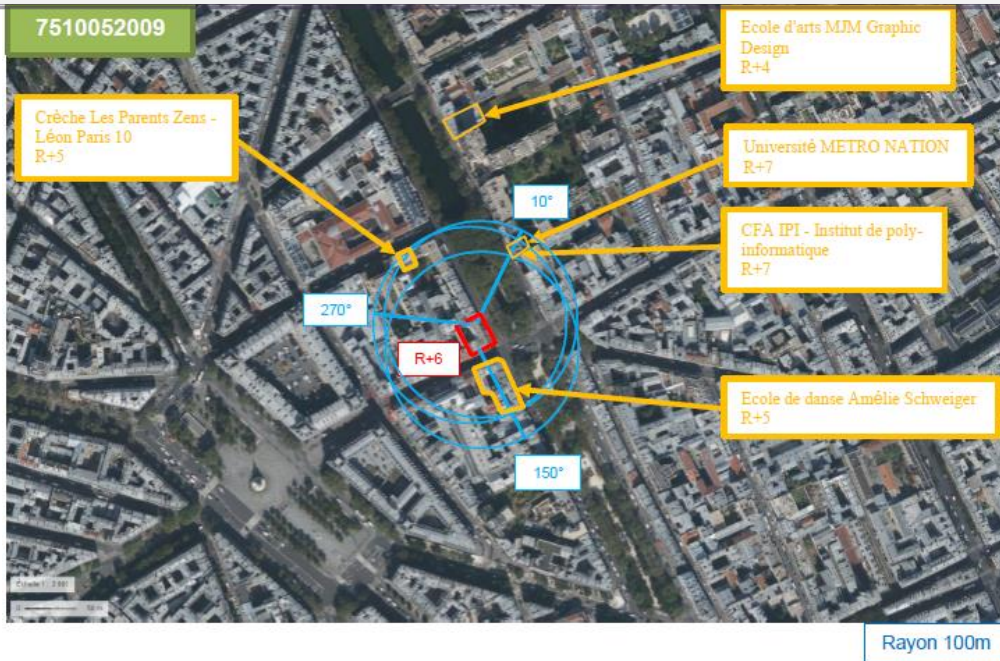 7510052009
Ecole d'arts MJM Graphic
Design
R+4
Crèche Les Parents Zens -
Léon Paris 10
R+5
Université METRO NATION
R+7
10°
CFA IPI - Institut de poly-
informatique
R+7
270°
R+6
Ecole de danse Amélie Schweiger
R+5
150°
Rayon 100m